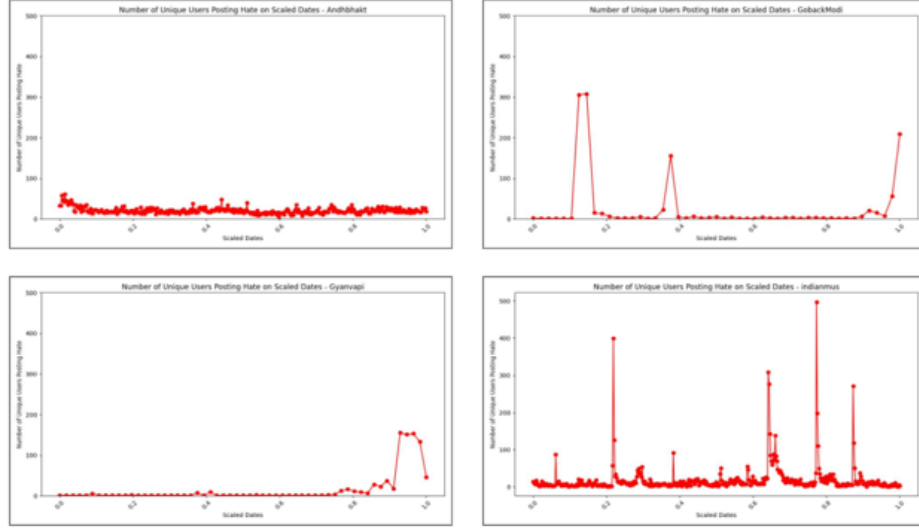 Number of Unique Users Posting Hate on Scaled Dates - Andhbhakt
Number of Unique Users Posting Hate
500
400
300
200
100
0
0.0 0.2 0.4 0.6 0.8 1.0
Scaled Dates
Number of Unique Users Posting Hate on Scaled Dates - GobackModi
Number of Unique Users Posting Hate
500
400
300
200
100
0
0.0 0.2 0.4 0.6 0.8 1.0
Scaled Dates
Number of Unique Users Posting Hate on Scaled Dates - Gyanvapi
Number of Unique Users Posting Hate
500
400
300
200
100
0
0.0 0.2 0.4 0.6 0.8 1.0
Scaled Dates
Number of Unique Users Posting Hate on Scaled Dates - indianmus
Number of Unique Users Posting Hate
500
400
300
200
100
0
0.0 0.2 0.4 0.6 0.8 1.0
Scaled Dates